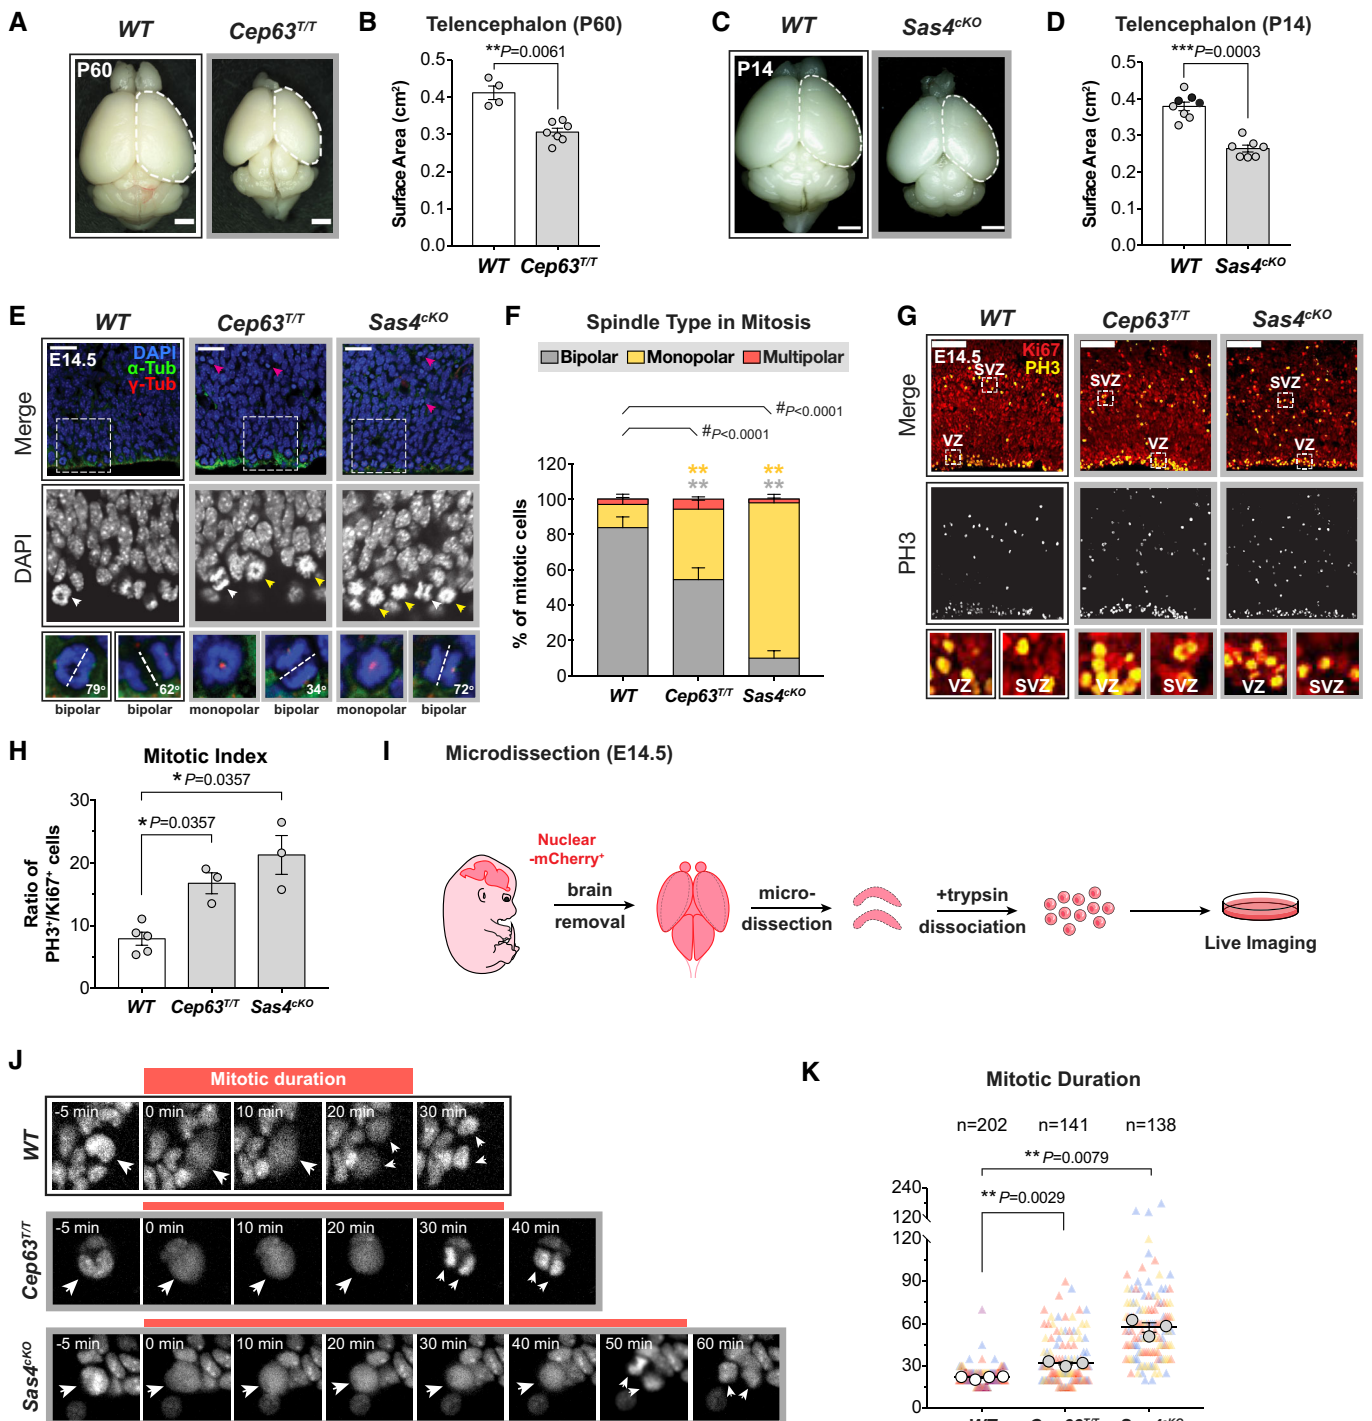 A
WT
Cep63T/T
P60
B
Telencephalon (P60)
**P=0.0061
Surface Area (cm2)
0.5
0.4
0.3
0.2
0.1
0.0
WT
Cep63T/T
C
WT
Sas4cKO
P14
D
Telencephalon (P14)
***P=0.0003
Surface Area (cm2)
0.5
0.4
0.3
0.2
0.1
0.0
WT
Sas4cKO
E
WT
Cep63T/T
Sas4cKO
Merge
E14.5
DAPI
α-Tub
γ-Tub
DAPI
79°
62°
34°
72°
bipolar
bipolar
monopolar
bipolar
monopolar
bipolar
F
Spindle Type in Mitosis
Bipolar
Monopolar
Multipolar
#P<0.0001
#P<0.0001
% of mitotic cells
120
100
80
60
40
20
0
**
**
**
**
WT
Cep63T/T
Sas4cKO
G
WT
Cep63T/T
Sas4cKO
Merge
E14.5
Ki67
PH3
SVZ
VZ
SVZ
VZ
SVZ
VZ
PH3
VZ
SVZ
VZ
SVZ
VZ
SVZ
H
Mitotic Index
* P=0.0357
* P=0.0357
Ratio of
PH3+/Ki67+ cells
30
20
10
0
WT
Cep63T/T
Sas4cKO
I
Microdissection (E14.5)
Nuclear
-mCherry+
brain
removal
micro-
dissection
+trypsin
dissociation
Live Imaging
J
Mitotic duration
WT
-5 min
0 min
10 min
20 min
30 min
Cep63T/T
-5 min
0 min
10 min
20 min
30 min
40 min
Sas4cKO
-5 min
0 min
10 min
20 min
30 min
40 min
50 min
60 min
K
Mitotic Duration
n=202
n=141
n=138
** P=0.0079
** P=0.0029
240
120
120
90
60
30
0
WT
Cep63T/T
Sas4cKO